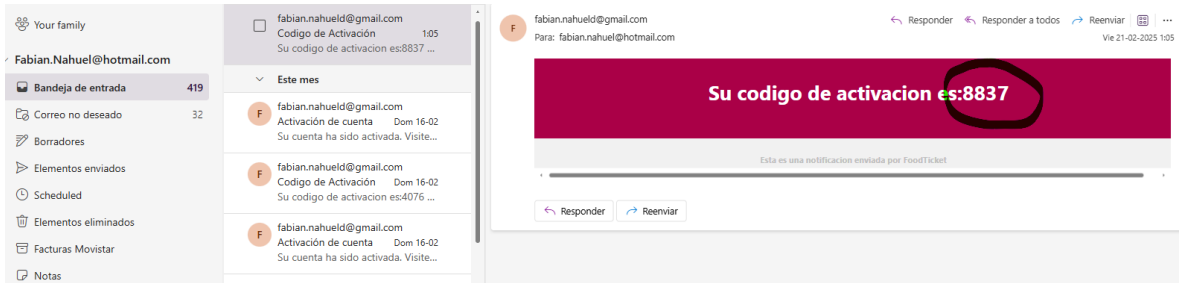 Your family
Fabian.Nahuel@hotmail.com
Bandeja de entrada 419
Correo no deseado 32
Borradores
Elementos enviados
Scheduled
Elementos eliminados
Facturas Movistar
Notas
fabian.nahueld@gmail.com
Codigo de Activación 1:05
Su codigo de activacion es:8837 ...
Este mes
F
fabian.nahueld@gmail.com
Activación de cuenta Dom 16-02
Su cuenta ha sido activada. Visite...
F
fabian.nahueld@gmail.com
Codigo de Activación Dom 16-02
Su codigo de activacion es:4076 ...
F
fabian.nahueld@gmail.com
Activación de cuenta Dom 16-02
Su cuenta ha sido activada. Visite...
F
fabian.nahueld@gmail.com
Para: fabian.nahuel@hotmail.com
Responder Responder a todos Reenviar
Vie 21-02-2025 1:05
Su codigo de activacion es:8837
Esta es una notificacion enviada por FoodTicket
Responder Reenviar